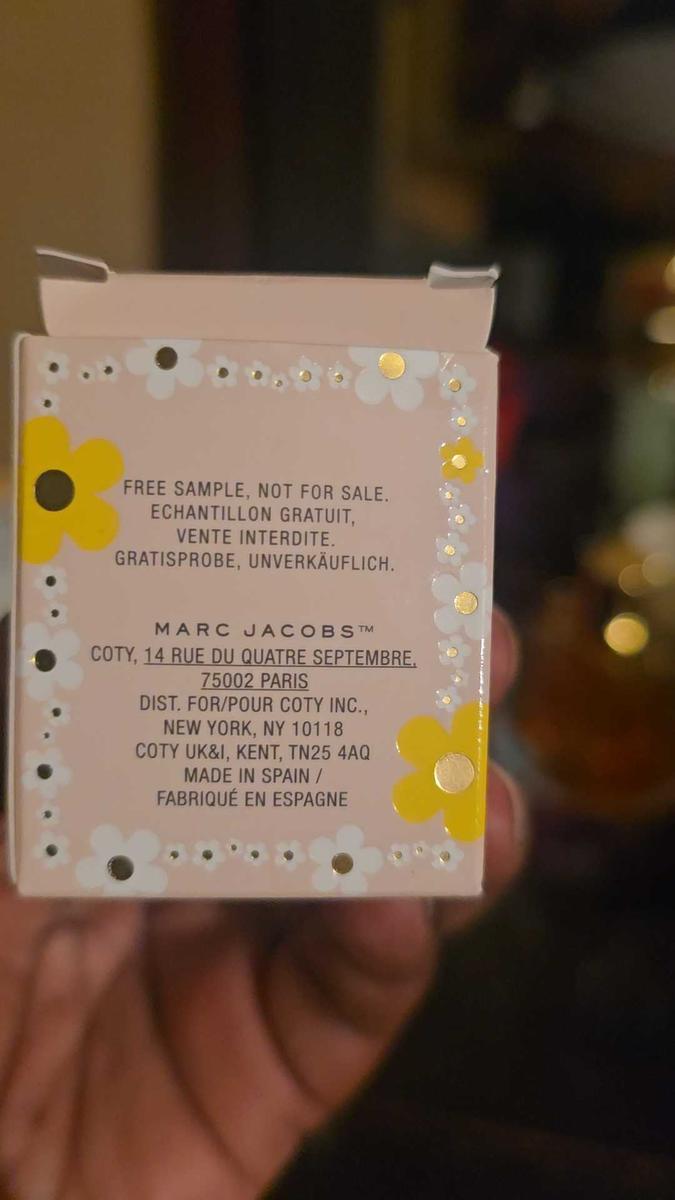 FREE SAMPLE, NOT FOR SALE.
ECHANTILLON GRATUIT,
VENTE INTERDITE.
GRATISPROBE, UNVERKÄUFLICH.
MARC JACOBS™
COTY, 14 RUE DU QUATRE SEPTEMBRE,
75002 PARIS
DIST. FOR/POUR COTY INC.,
NEW YORK, NY 10118
COTY UK&I, KENT, TN25 4AQ
MADE IN SPAIN /
FABRIQUÉ EN ESPAGNE